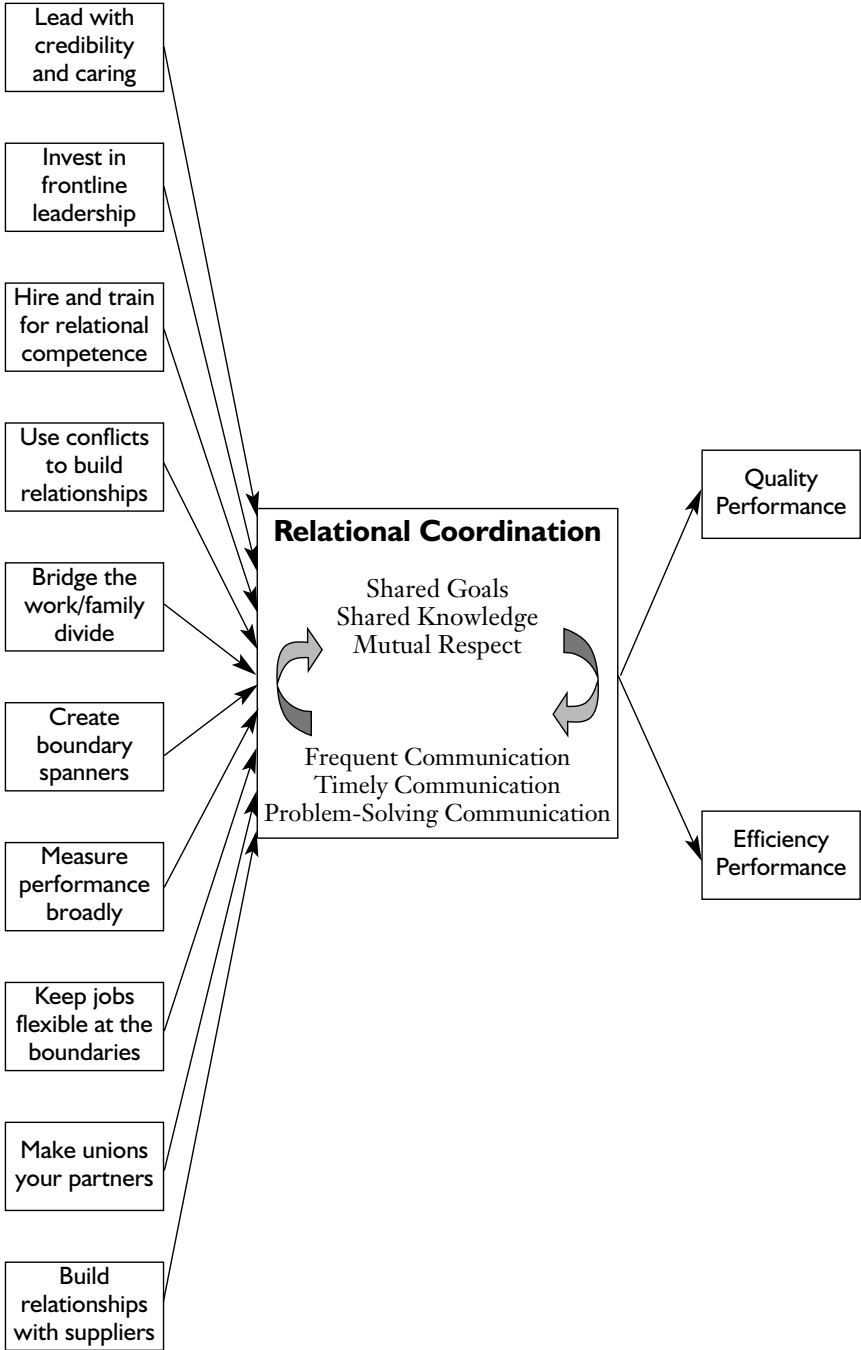 Lead with
credibility
and caring
Invest in
frontline
leadership
Hire and train
for relational
competence
Use conflicts
to build
relationships
Bridge the
work/family
divide
Create
boundary
spanners
Measure
performance
broadly
Keep jobs
flexible at the
boundaries
Make unions
your partners
Build
relationships
with suppliers
Relational Coordination
Shared Goals
Shared Knowledge
Mutual Respect
Frequent Communication
Timely Communication
Problem-Solving Communication
Quality
Performance
Efficiency
Performance